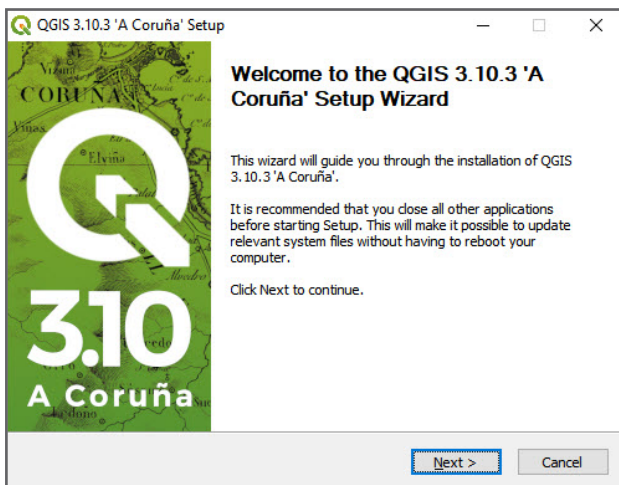 QGIS 3.10.3 'A Coruña' Setup
Welcome to the QGIS 3.10.3 'A
Coruña' Setup Wizard
This wizard will guide you through the installation of QGIS
3.10.3 'A Coruña'.
It is recommended that you close all other applications
before starting Setup. This will make it possible to update
relevant system files without having to reboot your
computer.
Click Next to continue.
CORUÑA
Elviña
3.10
A Coruña
Next >
Cancel